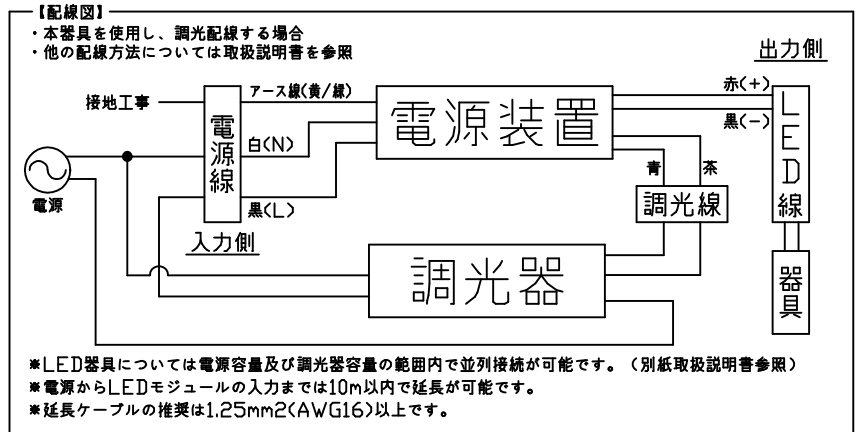 【配線図】
・本器具を使用し、調光配線する場合
・他の配線方法については取扱説明書を参照
出力側
接地工事
アース線(黄/緑)
赤(+)
黒(-)
電源装置
LED線
電源線
白(N)
青
茶
電源
黒(L)
調光線
入力側
調光器
器具
※LED器具については電源容量及び調光器容量の範囲内で並列接続が可能です。（別紙取扱説明書参照）
※電源からLEDモジュールの入力までは10m以内で延長が可能です。
※延長ケーブルの推奨は1.25mm2(AWG16)以上です。